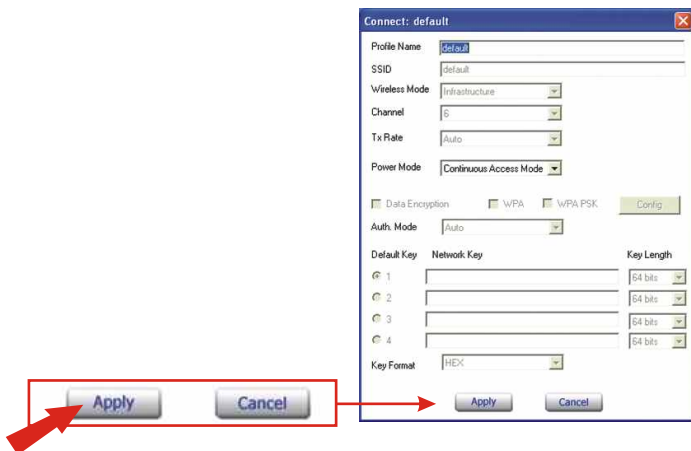 Connect: default
Profile Name default
SSID default
Wireless Mode Infrastructure
Channel 6
Tx Rate Auto
Power Mode Continuous Access Mode
Data Encryption WPA WPA PSK Config
Auth. Mode Auto
Default Key Network Key Key Length
1 64 bits
2 64 bits
3 64 bits
4 64 bits
Key Format HEX
Apply Cancel
Apply Cancel